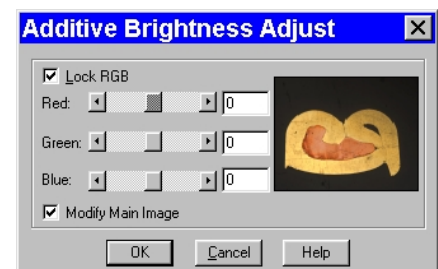 Additive Brightness Adjust
Lock RGB
Red: 0
Green: 0
Blue: 0
Modify Main Image
OK Cancel Help